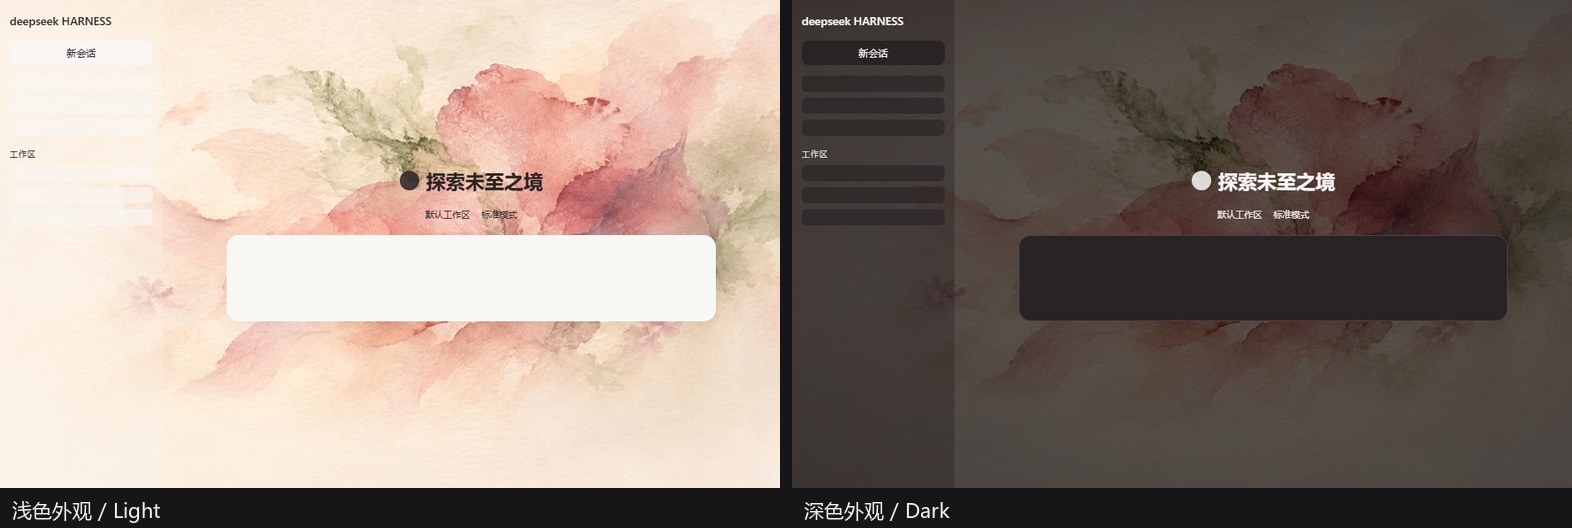 deepseek HARNESS
新会话
工作区
探索未至之境
默认工作区 标准模式
浅色外观 / Light
deepseek HARNESS
新会话
工作区
探索未至之境
默认工作区 标准模式
深色外观 / Dark